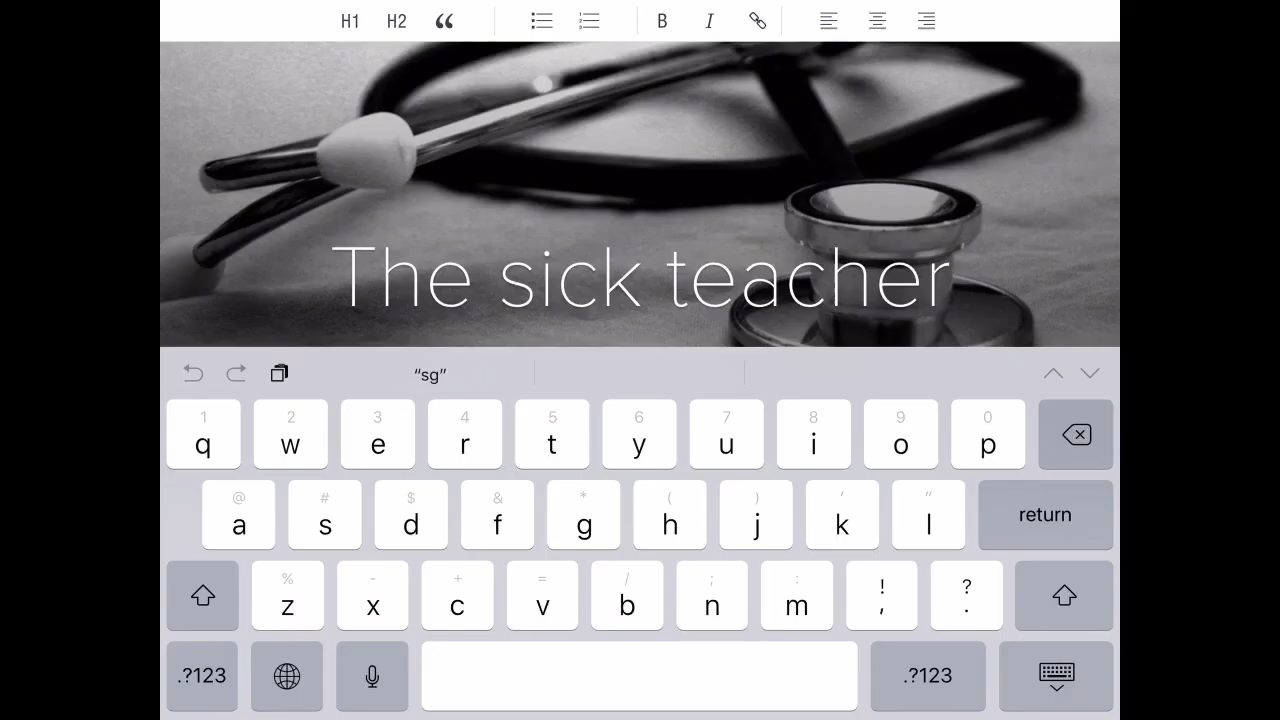 H1 H2 “ B I
The sick teacher
“sg”
1 2 3 4 5 6 7 8 9 0
q w e r t y u i o p
@ # $ & * ( ) ' "
a s d f g h j k l return
% - + = / ; : ! ?
z x c v b n m , .
.?123 .?123